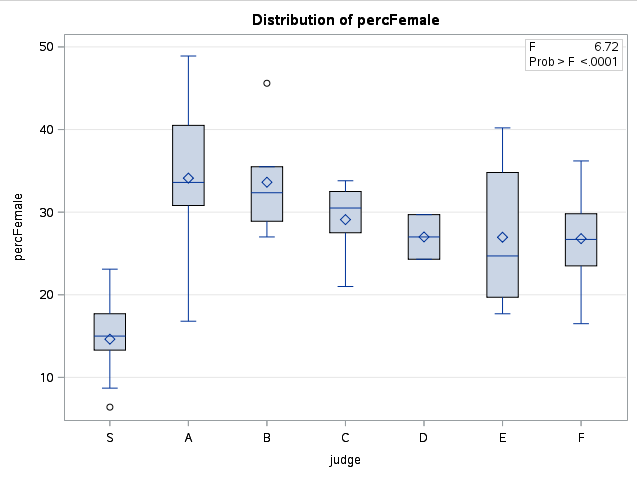 Distribution of percFemale
F 6.72
Prob > F <.0001
50
40
30
20
10
percFemale
S A B C D E F
judge